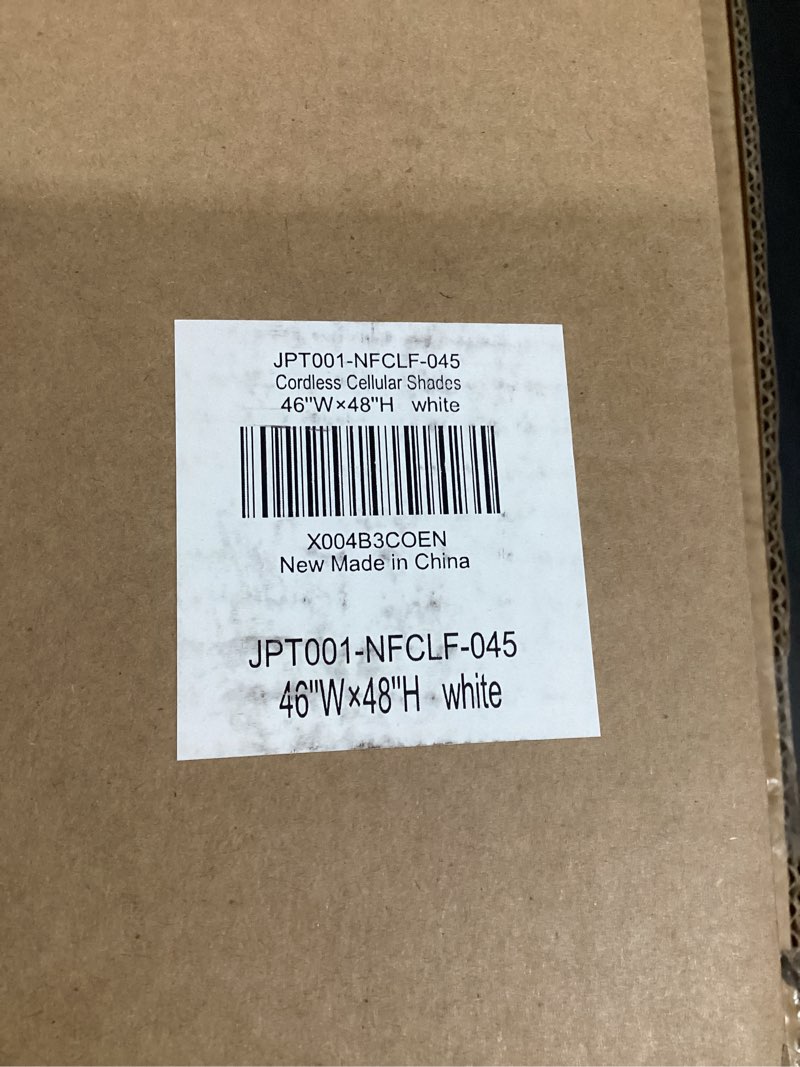 JPT001-NFCLF-045
Cordless Cellular Shades
46"W×48"H white
X004B3COEN
New Made in China
JPT001-NFCLF-045
46"W×48"H white